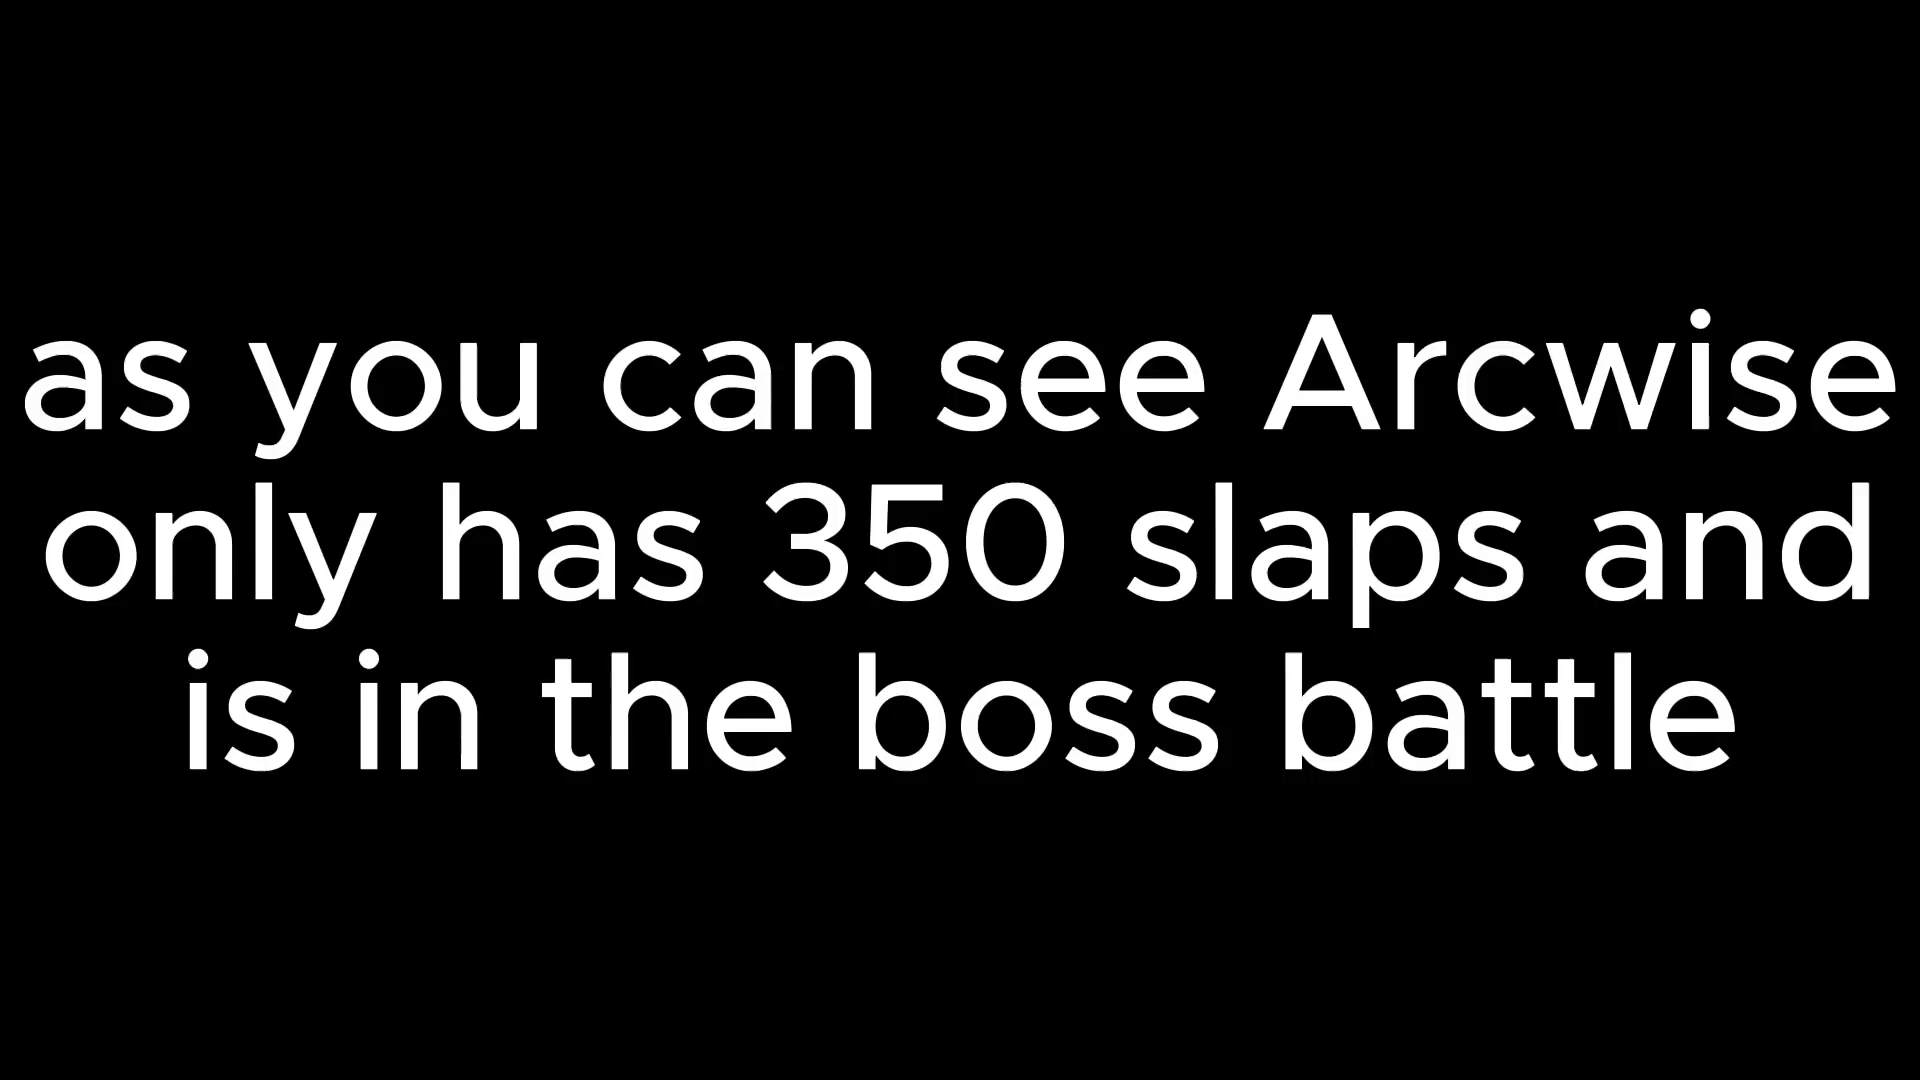 as you can see Arcwise
only has 350 slaps and
is in the boss battle